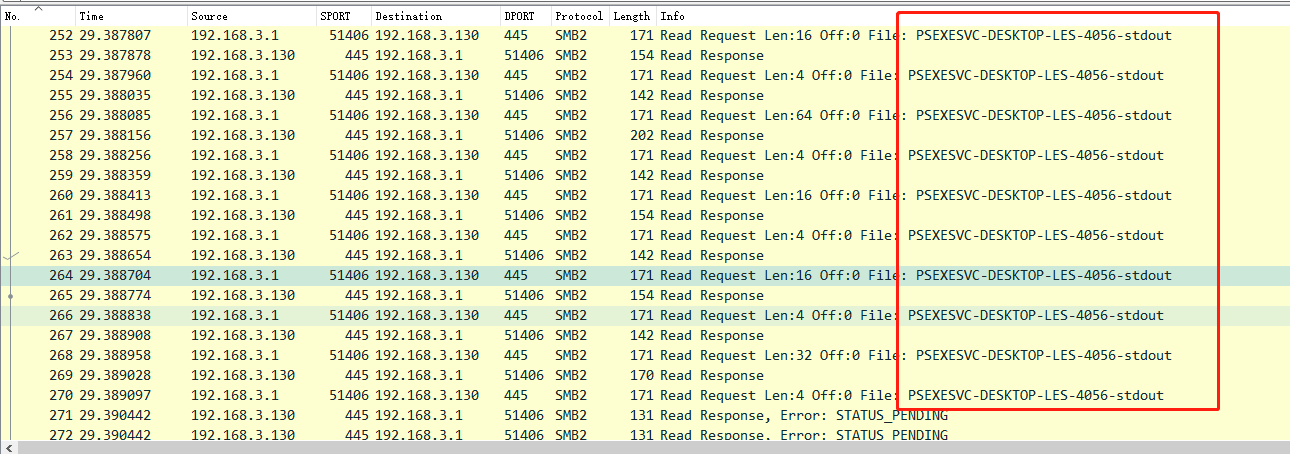 No. Time Source SPORT Destination DPORT Protocol Length Info
252 29.387807 192.168.3.1 51406 192.168.3.130 445 SMB2 171 Read Request Len:16 Off:0 File: PSEXESVC-DESKTOP-LES-4056-stdout
253 29.387878 192.168.3.130 445 192.168.3.1 51406 SMB2 154 Read Response
254 29.387960 192.168.3.1 51406 192.168.3.130 445 SMB2 171 Read Request Len:4 Off:0 File: PSEXESVC-DESKTOP-LES-4056-stdout
255 29.388035 192.168.3.130 445 192.168.3.1 51406 SMB2 142 Read Response
256 29.388085 192.168.3.1 51406 192.168.3.130 445 SMB2 171 Read Request Len:64 Off:0 File: PSEXESVC-DESKTOP-LES-4056-stdout
257 29.388156 192.168.3.130 445 192.168.3.1 51406 SMB2 202 Read Response
258 29.388256 192.168.3.1 51406 192.168.3.130 445 SMB2 171 Read Request Len:4 Off:0 File: PSEXESVC-DESKTOP-LES-4056-stdout
259 29.388359 192.168.3.130 445 192.168.3.1 51406 SMB2 142 Read Response
260 29.388413 192.168.3.1 51406 192.168.3.130 445 SMB2 171 Read Request Len:16 Off:0 File: PSEXESVC-DESKTOP-LES-4056-stdout
261 29.388498 192.168.3.130 445 192.168.3.1 51406 SMB2 154 Read Response
262 29.388575 192.168.3.1 51406 192.168.3.130 445 SMB2 171 Read Request Len:4 Off:0 File: PSEXESVC-DESKTOP-LES-4056-stdout
263 29.388654 192.168.3.130 445 192.168.3.1 51406 SMB2 142 Read Response
264 29.388704 192.168.3.1 51406 192.168.3.130 445 SMB2 171 Read Request Len:16 Off:0 File: PSEXESVC-DESKTOP-LES-4056-stdout
265 29.388774 192.168.3.130 445 192.168.3.1 51406 SMB2 154 Read Response
266 29.388838 192.168.3.1 51406 192.168.3.130 445 SMB2 171 Read Request Len:4 Off:0 File: PSEXESVC-DESKTOP-LES-4056-stdout
267 29.388908 192.168.3.130 445 192.168.3.1 51406 SMB2 142 Read Response
268 29.388958 192.168.3.1 51406 192.168.3.130 445 SMB2 171 Read Request Len:32 Off:0 File: PSEXESVC-DESKTOP-LES-4056-stdout
269 29.389028 192.168.3.130 445 192.168.3.1 51406 SMB2 170 Read Response
270 29.389097 192.168.3.1 51406 192.168.3.130 445 SMB2 171 Read Request Len:4 Off:0 File: PSEXESVC-DESKTOP-LES-4056-stdout
271 29.390442 192.168.3.130 445 192.168.3.1 51406 SMB2 131 Read Response, Error: STATUS_PENDING
272 29.390442 192.168.3.130 445 192.168.3.1 51406 SMB2 131 Read Response, Error: STATUS_PENDING